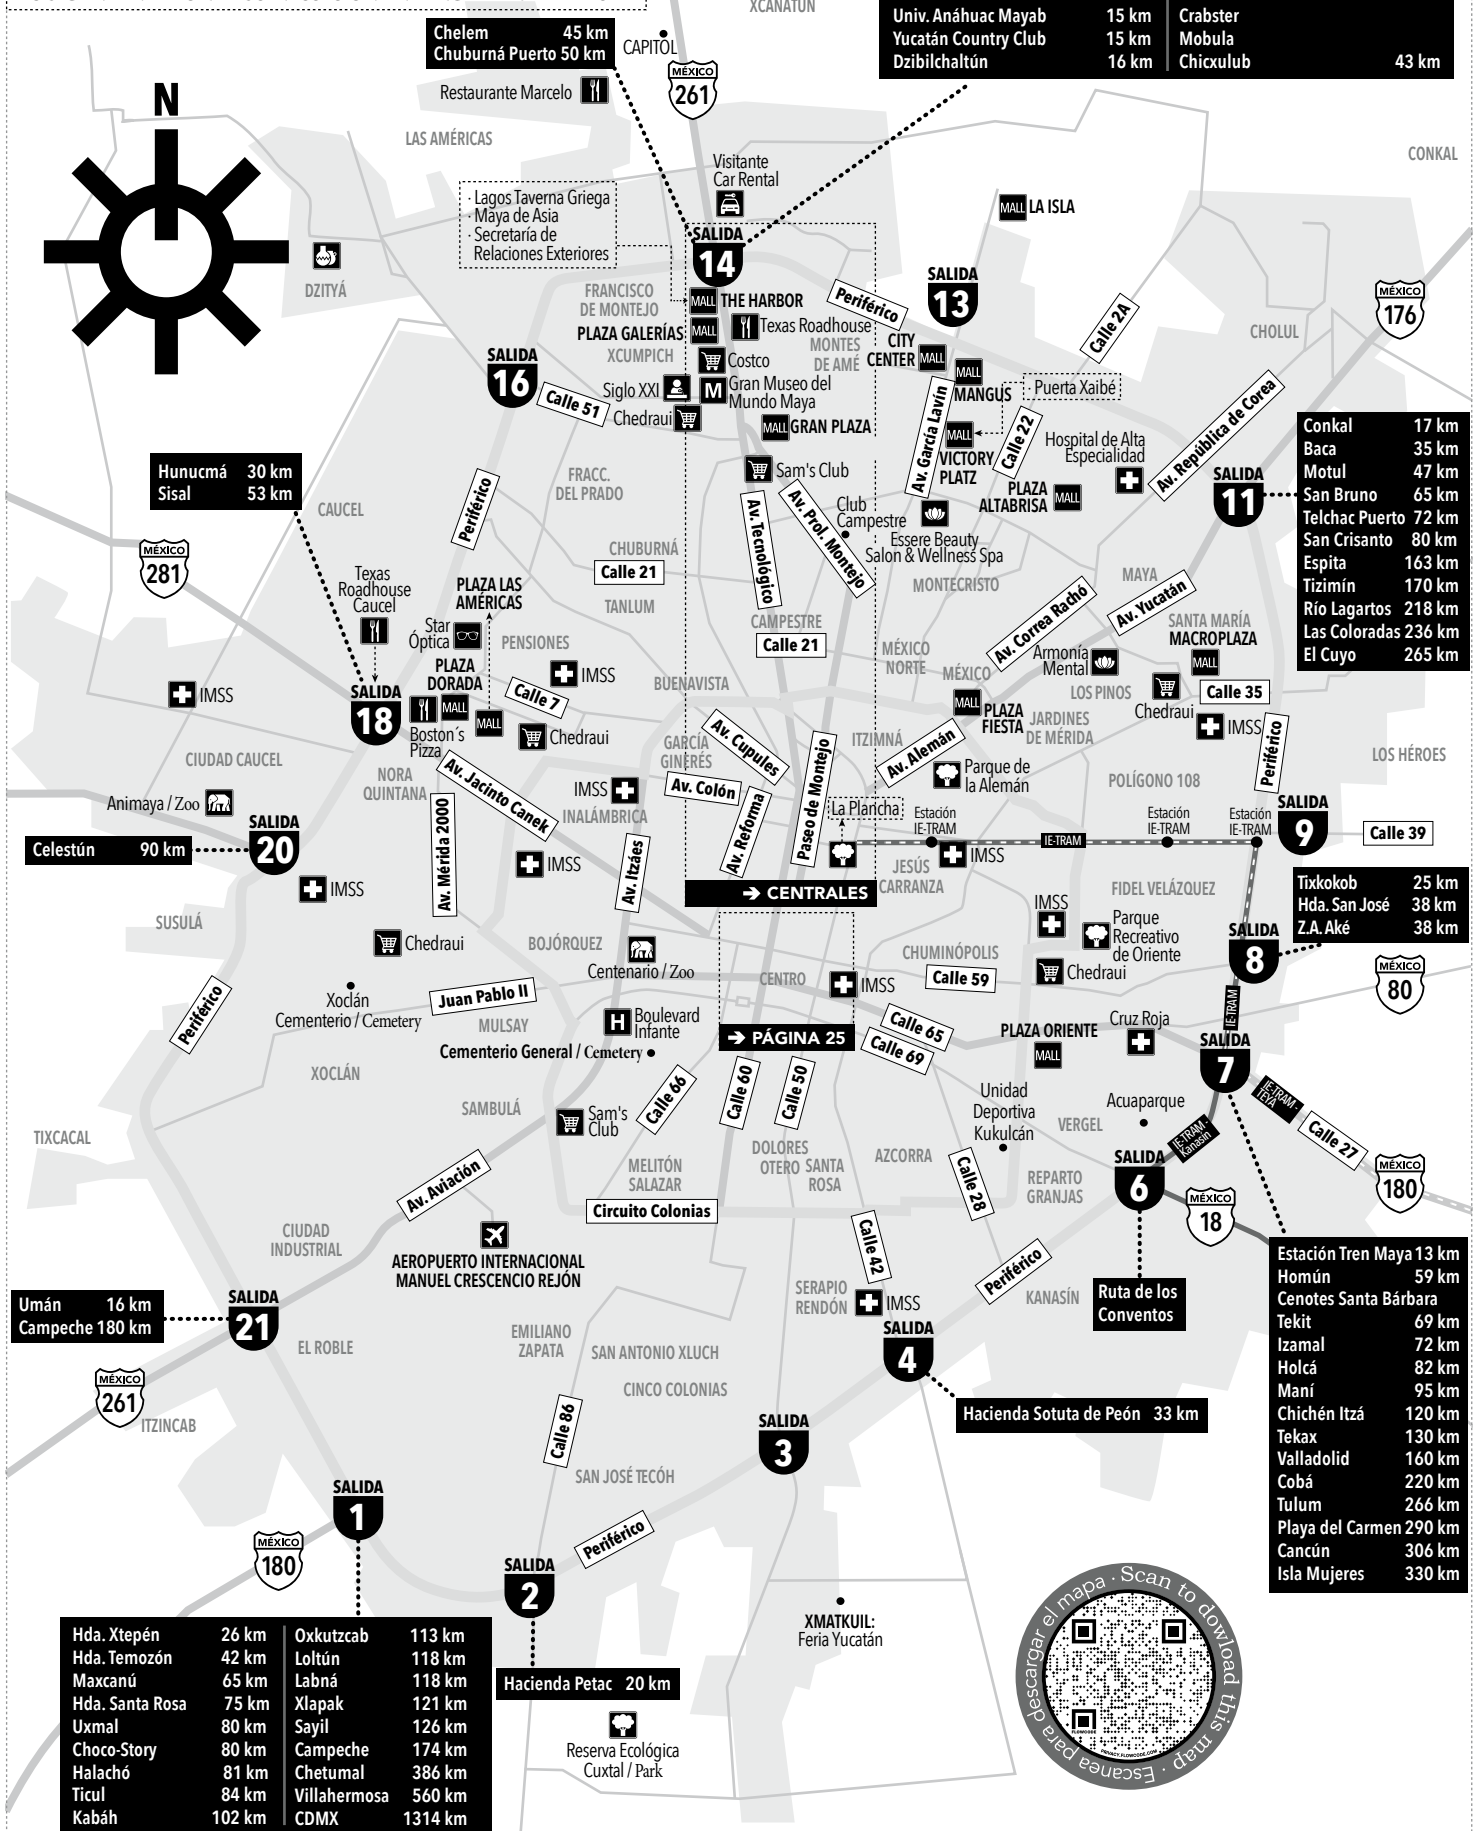 XCANATÚN
Chelem 45 km
Chuburná Puerto 50 km
CAPITOL
MÉXICO
261
Univ. Anáhuac Mayab 15 km
Yucatán Country Club 15 km
Dzibilchaltún 16 km
Crabster
Mobula
Chicxulub 43 km
Restaurante Marcelo
N
LAS AMÉRICAS
CONKAL
Visitante
Car Rental
· Lagos Taverna Griega
· Maya de Asia
· Secretaría de
Relaciones Exteriores
MALL LA ISLA
SALIDA
14
DZITYÁ
FRANCISCO
DE MONTEJO
MALL THE HARBOR
Periférico
SALIDA
13
MÉXICO
176
Calle 2A
CHOLUL
PLAZA GALERÍAS MALL
Texas Roadhouse
MONTES
DE AMÉ
CITY
CENTER MALL
XCUMPICH
Costco
SALIDA
16
Calle 51
Siglo XXI
M Gran Museo del
Mundo Maya
MALL
MANGUS
· Puerta Xaibé
Chedraui
MALL GRAN PLAZA
Av. García Lavín
MALL
VICTORY
PLATZ
Calle 22
Hospital de Alta
Especialidad
Av. República de Corea
Conkal 17 km
Baca 35 km
Motul 47 km
San Bruno 65 km
Telchac Puerto 72 km
San Crisanto 80 km
Espita 163 km
Tizimín 170 km
Río Lagartos 218 km
Las Coloradas 236 km
El Cuyo 265 km
Hunucmá 30 km
Sisal 53 km
FRACC.
DEL PRADO
Sam's Club
PLAZA
ALTABRISA MALL
SALIDA
11
CAUCEL
Periférico
Av. Tecnológico
Av. Prol. Montejo
Club
Campestre
Essere Beauty
Salon & Wellness Spa
MÉXICO
281
CHUBURNÁ
Calle 21
TANLUM
MONTECRISTO
MAYA
Texas
Roadhouse
Caucel
PLAZA LAS
AMÉRICAS
Star
Óptica
PENSIONES
CAMPESTRE
Calle 21
Av. Correa Rachó
Av. Yucatán
SANTA MARÍA
MACROPLAZA
MALL
MÉXICO
NORTE
MÉXICO
Armonía
Mental
LOS PINOS
PLAZA
DORADA
MALL
IMSS
IMSS
BUENAVISTA
Calle 7
SALIDA
18
MALL
Boston´s
Pizza
Chedraui
MALL PLAZA
FIESTA
JARDINES
DE MÉRIDA
Chedraui
Calle 35
IMSS
Periférico
LOS HÉROES
CIUDAD CAUCEL
NORA
QUINTANA
Av. Jacinto Canek
GARCÍA
GINERÉS
Av. Cupules
Av. Colón
Paseo de Montejo
ITZIMNÁ
Av. Alemán
Parque de
la Alemán
POLÍGONO 108
Animaya / Zoo
IMSS
INALÁMBRICA
Av. Reforma
La Plancha
Estación
IE-TRAM
IE-TRAM
Estación
IE-TRAM
Estación
IE-TRAM
SALIDA
9
Calle 39
SALIDA
20
Celestún 90 km
Av. Mérida 2000
IMSS
Av. Itzáes
IMSS
JESÚS
CARRANZA
IMSS
➔ CENTRALES
FIDEL VELÁZQUEZ
Tixkokob 25 km
Hda. San José 38 km
Z.A. Aké 38 km
SUSULÁ
Chedraui
BOJÓRQUEZ
Centenario / Zoo
CENTRO
IMSS
CHUMINÓPOLIS
Calle 59
IMSS
Parque
Recreativo
de Oriente
Chedraui
SALIDA
8
MÉXICO
80
Periférico
Xoclán
Cementerio / Cemetery
Juan Pablo II
MULSAY
H Boulevard
Infante
Cementerio General / Cemetery
➔ PÁGINA 25
Calle 65
Calle 69
PLAZA ORIENTE
MALL
Cruz Roja
IE-TRAM
SALIDA
7
XOCLÁN
SAMBULÁ
Sam's
Club
Calle 66
Calle 60
Calle 50
Unidad
Deportiva
Kukulcán
Acuaparque
VERGEL
IE-TRAM -
TEYA
IE-TRAM -
Kanasín
Calle 27
TIXCACAL
MELITÓN
SALAZAR
DOLORES
OTERO
SANTA
ROSA
AZCORRA
Calle 28
REPARTO
GRANJAS
SALIDA
6
MÉXICO
18
MÉXICO
180
Av. Aviación
Circuito Colonias
CIUDAD
INDUSTRIAL
AEROPUERTO INTERNACIONAL
MANUEL CRESCENCIO REJÓN
Calle 42
Periférico
KANASÍN
Ruta de los
Conventos
Estación Tren Maya 13 km
Homún 59 km
Cenotes Santa Bárbara
Tekit 69 km
Izamal 72 km
Holcá 82 km
Maní 95 km
Chichén Itzá 120 km
Tekax 130 km
Valladolid 160 km
Cobá 220 km
Tulum 266 km
Playa del Carmen 290 km
Cancún 306 km
Isla Mujeres 330 km
Umán 16 km
Campeche 180 km
SALIDA
21
EL ROBLE
SERAPIO
RENDÓN
IMSS
SALIDA
4
EMILIANO
ZAPATA
SAN ANTONIO XLUCH
CINCO COLONIAS
MÉXICO
261
ITZINCAB
Hacienda Sotuta de Peón 33 km
Calle 86
SALIDA
3
SAN JOSÉ TECÓH
SALIDA
1
Periférico
MÉXICO
180
SALIDA
2
XMATKUIL:
Feria Yucatán
Hacienda Petac 20 km
Reserva Ecológica
Cuxtal / Park
Hda. Xtepén 26 km
Hda. Temozón 42 km
Maxcanú 65 km
Hda. Santa Rosa 75 km
Uxmal 80 km
Choco-Story 80 km
Halachó 81 km
Ticul 84 km
Kabáh 102 km
Oxkutzcab 113 km
Loltún 118 km
Labná 118 km
Xlapak 121 km
Sayil 126 km
Campeche 174 km
Chetumal 386 km
Villahermosa 560 km
CDMX 1314 km
Escanea para descargar el mapa · Scan to dowload this map ·
FLOWCODE
PRIVACY.FLOWCODE.COM